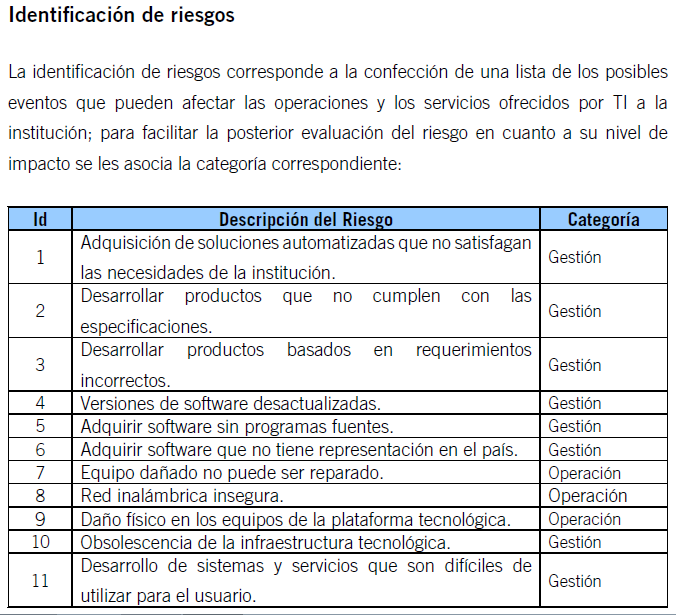 Identificación de riesgos
La identificación de riesgos corresponde a la confección de una lista de los posibles
eventos que pueden afectar las operaciones y los servicios ofrecidos por TI a la
institución; para facilitar la posterior evaluación del riesgo en cuanto a su nivel de
impacto se les asocia la categoría correspondiente:
Id Descripción del Riesgo Categoría
1 Adquisición de soluciones automatizadas que no satisfagan
las necesidades de la institución. Gestión
2 Desarrollar productos que no cumplen con las
especificaciones. Gestión
3 Desarrollar productos basados en requerimientos
incorrectos. Gestión
4 Versiones de software desactualizadas. Gestión
5 Adquirir software sin programas fuentes. Gestión
6 Adquirir software que no tiene representación en el país. Gestión
7 Equipo dañado no puede ser reparado. Operación
8 Red inalámbrica insegura. Operación
9 Daño físico en los equipos de la plataforma tecnológica. Operación
10 Obsolescencia de la infraestructura tecnológica. Gestión
11 Desarrollo de sistemas y servicios que son difíciles de
utilizar para el usuario. Gestión